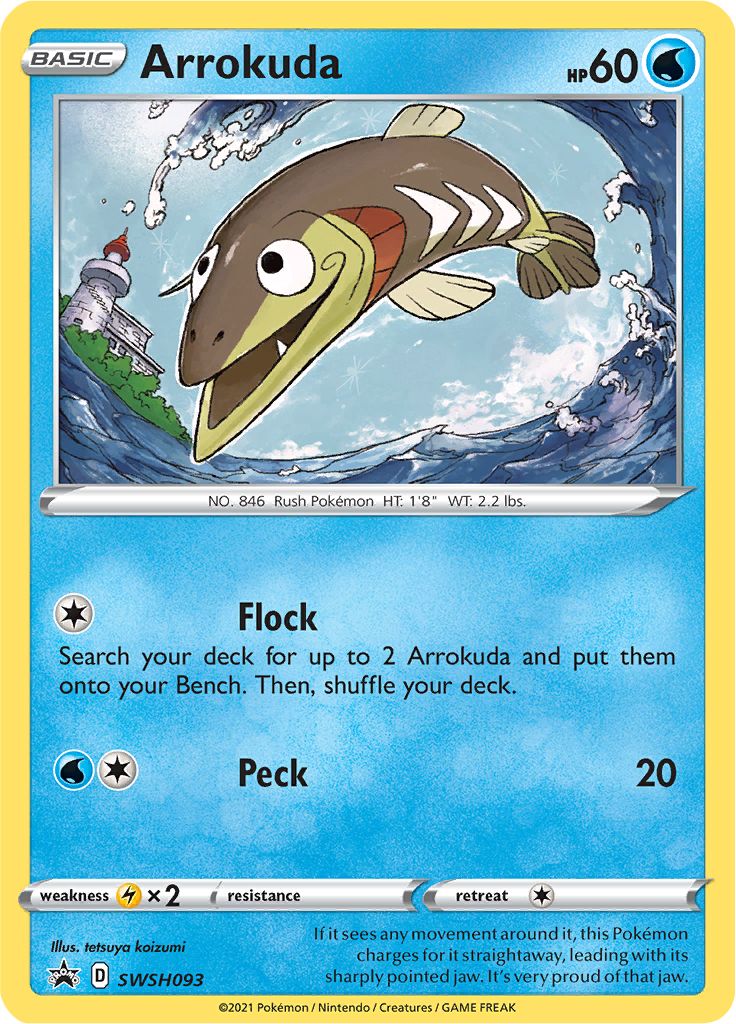 BASIC Arrokuda HP60
NO. 846 Rush Pokémon HT: 1'8" WT: 2.2 lbs.
Flock
Search your deck for up to 2 Arrokuda and put them
onto your Bench. Then, shuffle your deck.
Peck 20
weakness ×2 resistance retreat
Illus. tetsuya koizumi
If it sees any movement around it, this Pokémon
charges for it straightaway, leading with its
sharply pointed jaw. It's very proud of that jaw.
PROMO D SWSH093
©2021 Pokémon / Nintendo / Creatures / GAME FREAK